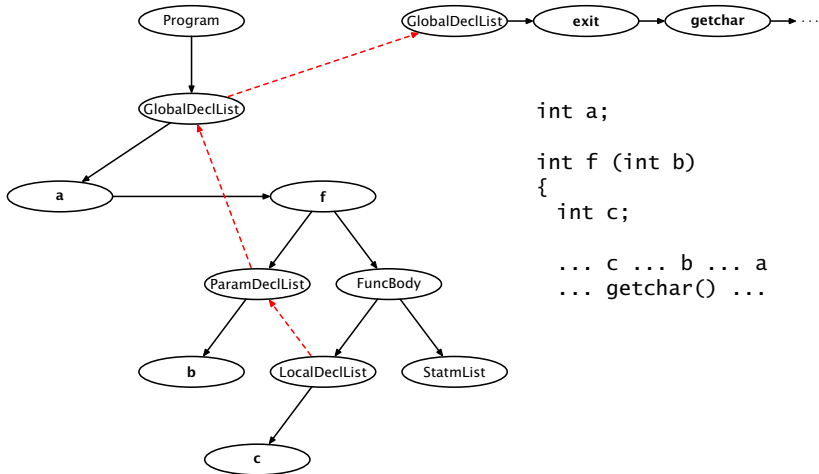 Program
GlobalDeclList
exit
getchar
...
GlobalDeclList
a
f
ParamDeclList
FuncBody
b
LocalDeclList
StatmList
c
int a;
int f (int b)
{
int c;
... c ... b ... a
... getchar() ...